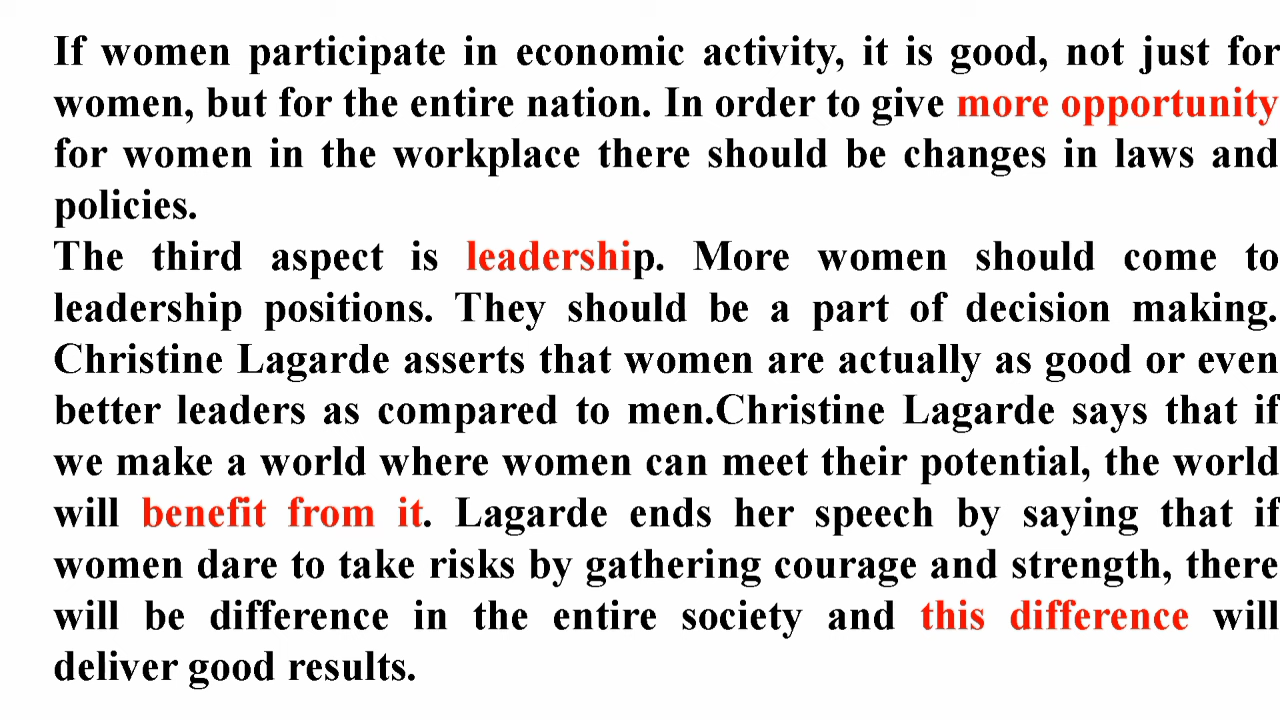 If women participate in economic activity, it is good, not just for
women, but for the entire nation. In order to give more opportunity
for women in the workplace there should be changes in laws and
policies.
The third aspect is leadership. More women should come to
leadership positions. They should be a part of decision making.
Christine Lagarde asserts that women are actually as good or even
better leaders as compared to men.Christine Lagarde says that if
we make a world where women can meet their potential, the world
will benefit from it. Lagarde ends her speech by saying that if
women dare to take risks by gathering courage and strength, there
will be difference in the entire society and this difference will
deliver good results.